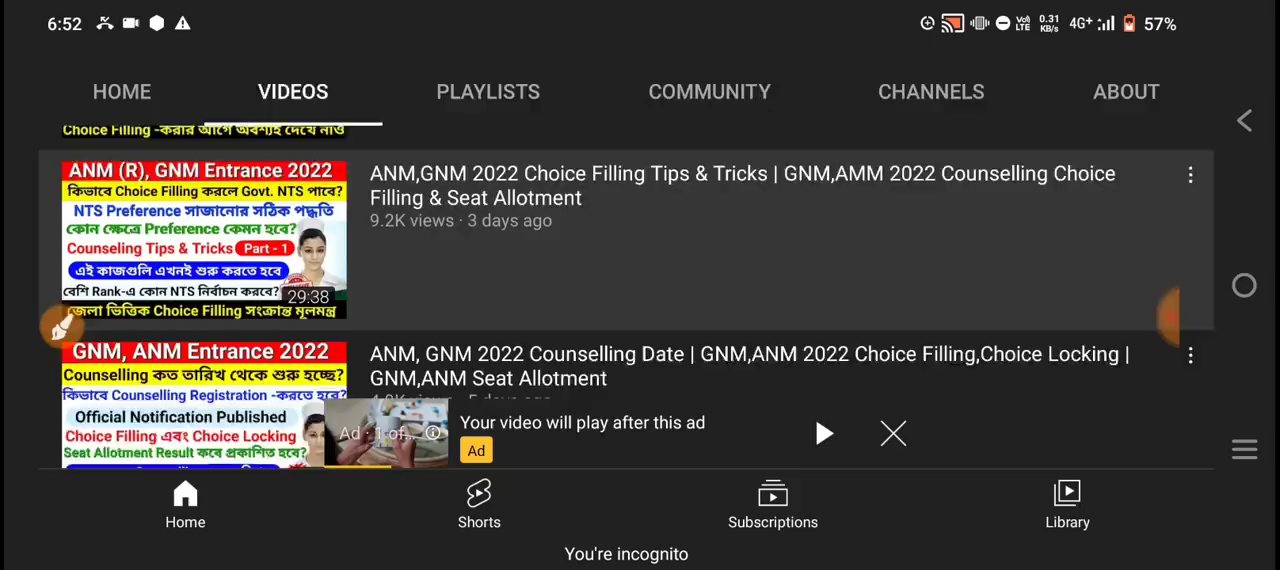 6:52
0.31 KB/s
Vo) LTE
4G+
57%
HOME VIDEOS PLAYLISTS COMMUNITY CHANNELS ABOUT
Choice Filling -করার আগে অবশ্যই দেখে নাও
ANM (R), GNM Entrance 2022
কিভাবে Choice Filling করলে Govt. NTS পাবে?
NTS Preference সাজানোর সঠিক পদ্ধতি
কোন ক্ষেত্রে Preference কেমন হবে?
Counseling Tips & Tricks Part - 1
এই কাজগুলি এখনই শুরু করতে হবে
বেশি Rank-এ কোন NTS নির্বাচন করবে?
29:38
জেলা ভিত্তিক Choice Filling সংক্রান্ত মূলমন্ত্র
ANM,GNM 2022 Choice Filling Tips & Tricks | GNM,AMM 2022 Counselling Choice
Filling & Seat Allotment
9.2K views · 3 days ago
GNM, ANM Entrance 2022
Counselling কত তারিখ থেকে শুরু হচ্ছে?
কিভাবে Counselling Registration -করতে হবে?
Official Notification Published
Choice Filling এবং Choice Locking
Seat Allotment Result কবে প্রকাশিত হবে?
ANM, GNM 2022 Counselling Date | GNM,ANM 2022 Choice Filling,Choice Locking |
GNM,ANM Seat Allotment
Ad · 1 of...
Your video will play after this ad
Ad
Home Shorts Subscriptions Library
You're incognito